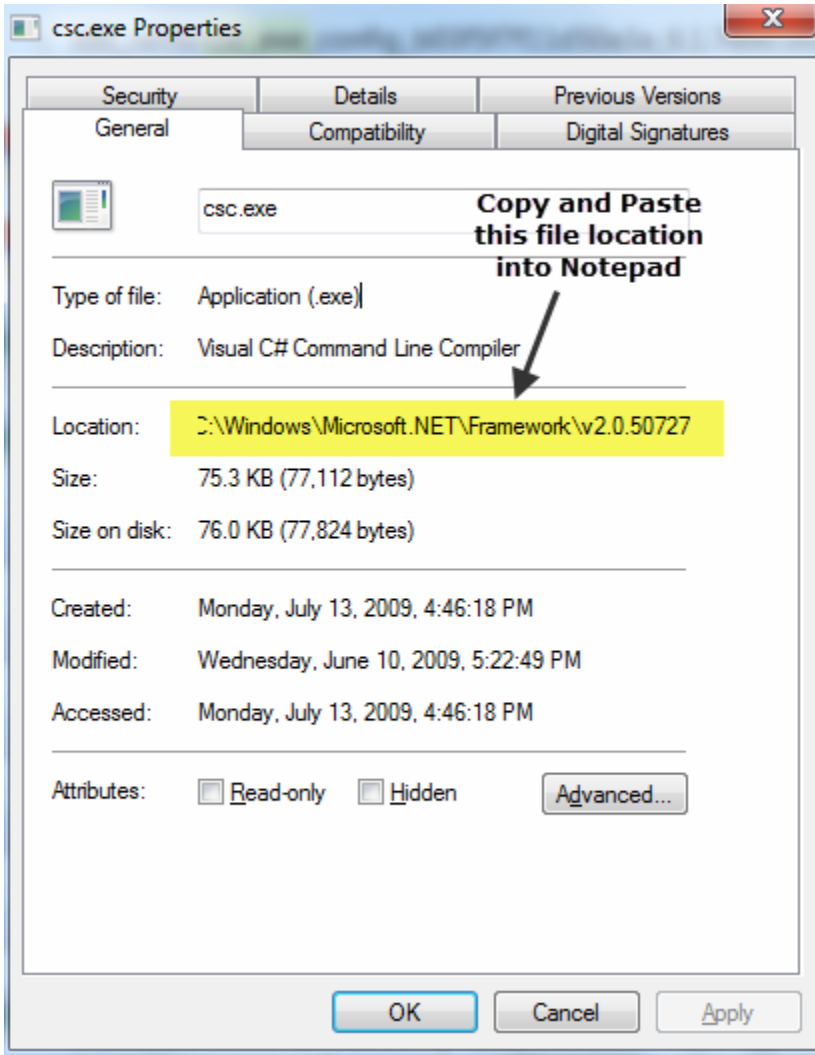 csc.exe Properties
Security Details Previous Versions
General Compatibility Digital Signatures
csc.exe
Copy and Paste
this file location
into Notepad
Type of file: Application (.exe)
Description: Visual C# Command Line Compiler
Location: C:\Windows\Microsoft.NET\Framework\v2.0.50727
Size: 75.3 KB (77,112 bytes)
Size on disk: 76.0 KB (77,824 bytes)
Created: Monday, July 13, 2009, 4:46:18 PM
Modified: Wednesday, June 10, 2009, 5:22:49 PM
Accessed: Monday, July 13, 2009, 4:46:18 PM
Attributes: Read-only Hidden Advanced...
OK Cancel Apply